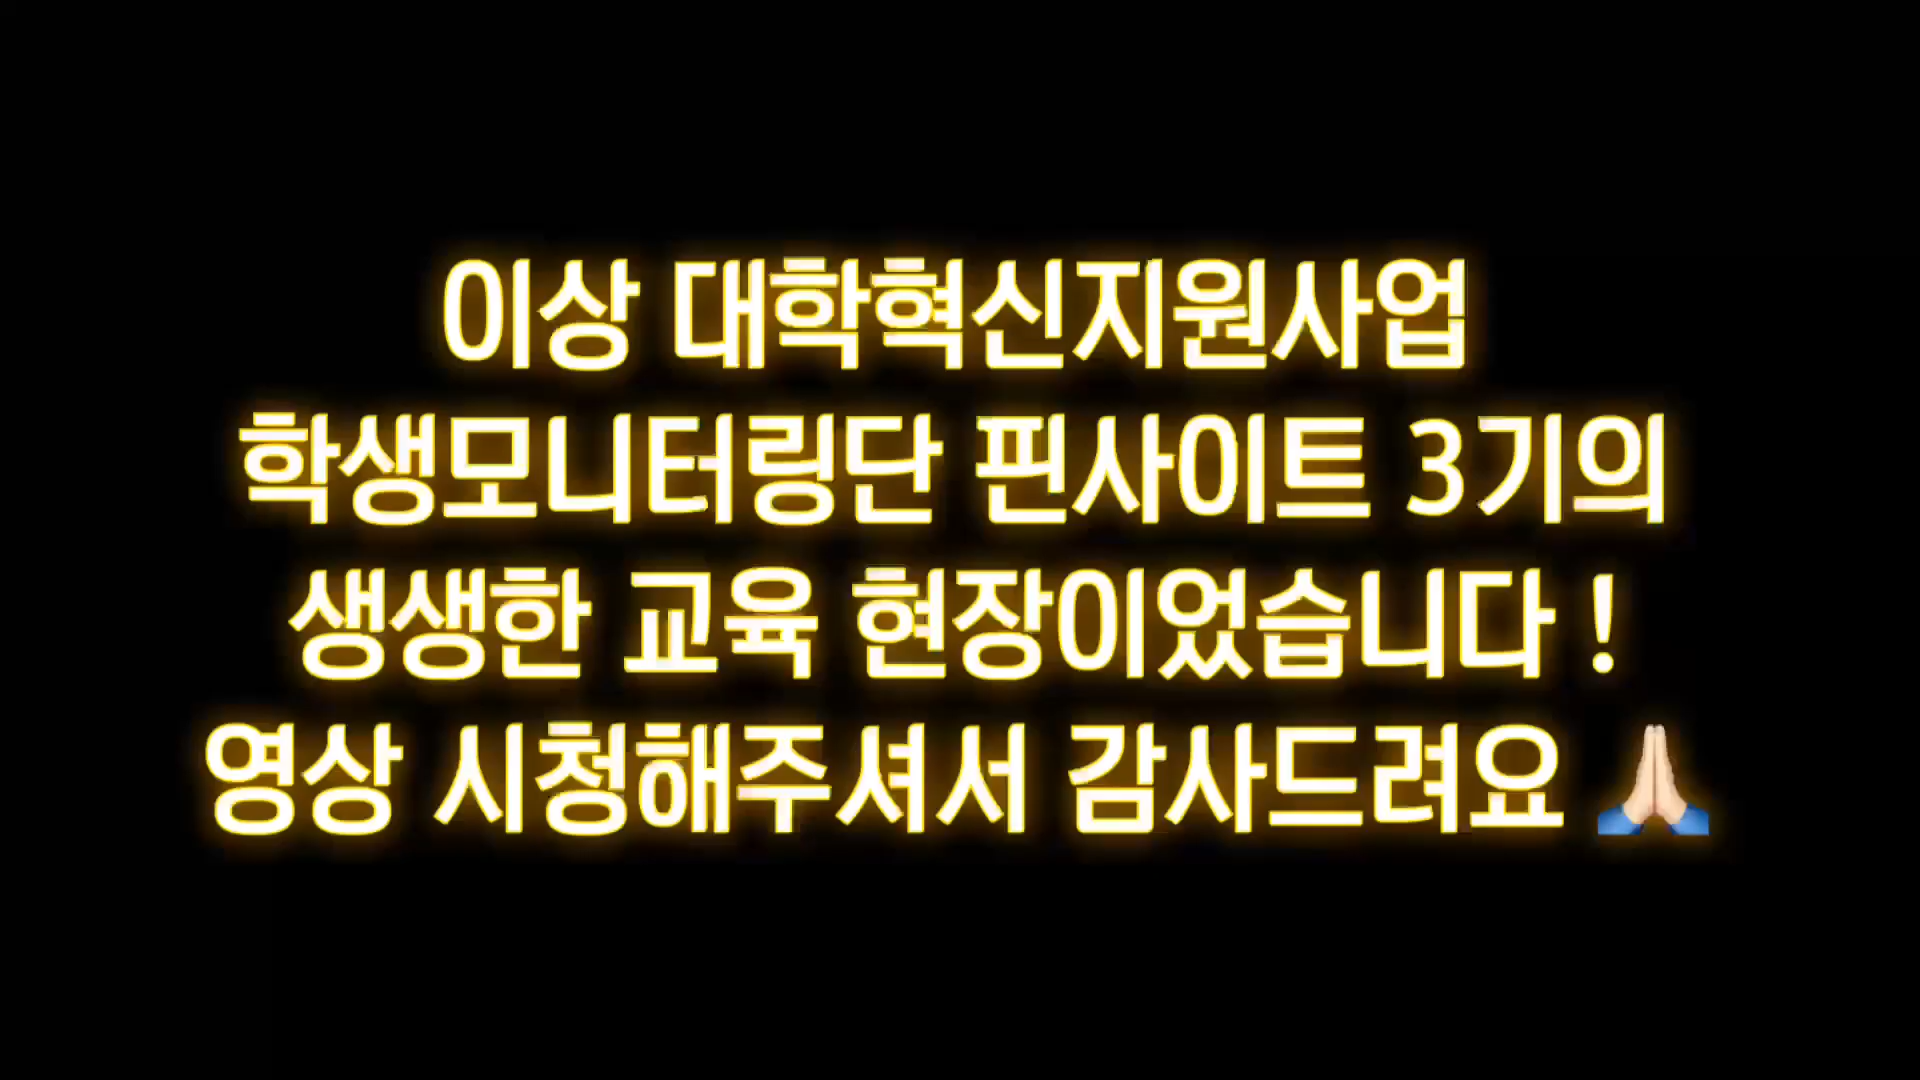 이상 대학혁신지원사업
학생모니터링단 핀사이트 3기의
생생한 교육 현장이었습니다 !
영상 시청해주셔서 감사드려요 🙏🏻